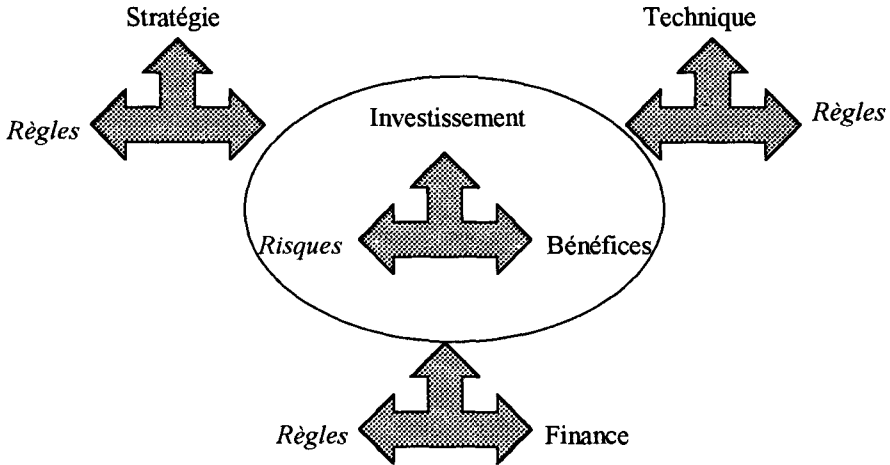 Stratégie
Technique
Règles
Investissement
Règles
Risques
Bénéfices
Règles
Finance